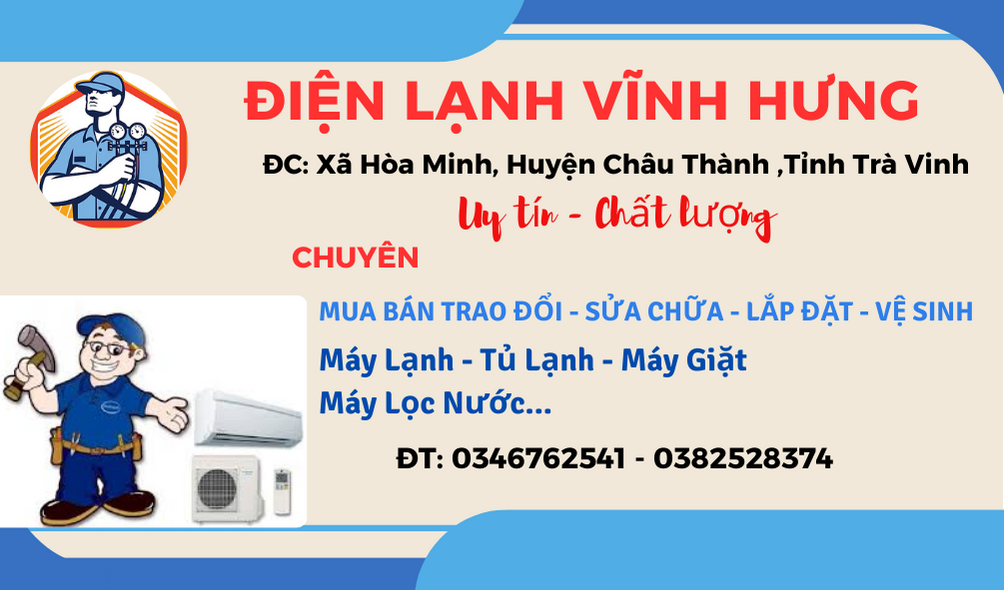 ĐIỆN LẠNH VĨNH HƯNG
ĐC: Xã Hòa Minh, Huyện Châu Thành ,Tỉnh Trà Vinh
Uy tín - Chất lượng
CHUYÊN
MUA BÁN TRAO ĐỔI - SỬA CHỮA - LẮP ĐẶT - VỆ SINH
Máy Lạnh - Tủ Lạnh - Máy Giặt
Máy Lọc Nước...
ĐT: 0346762541 - 0382528374